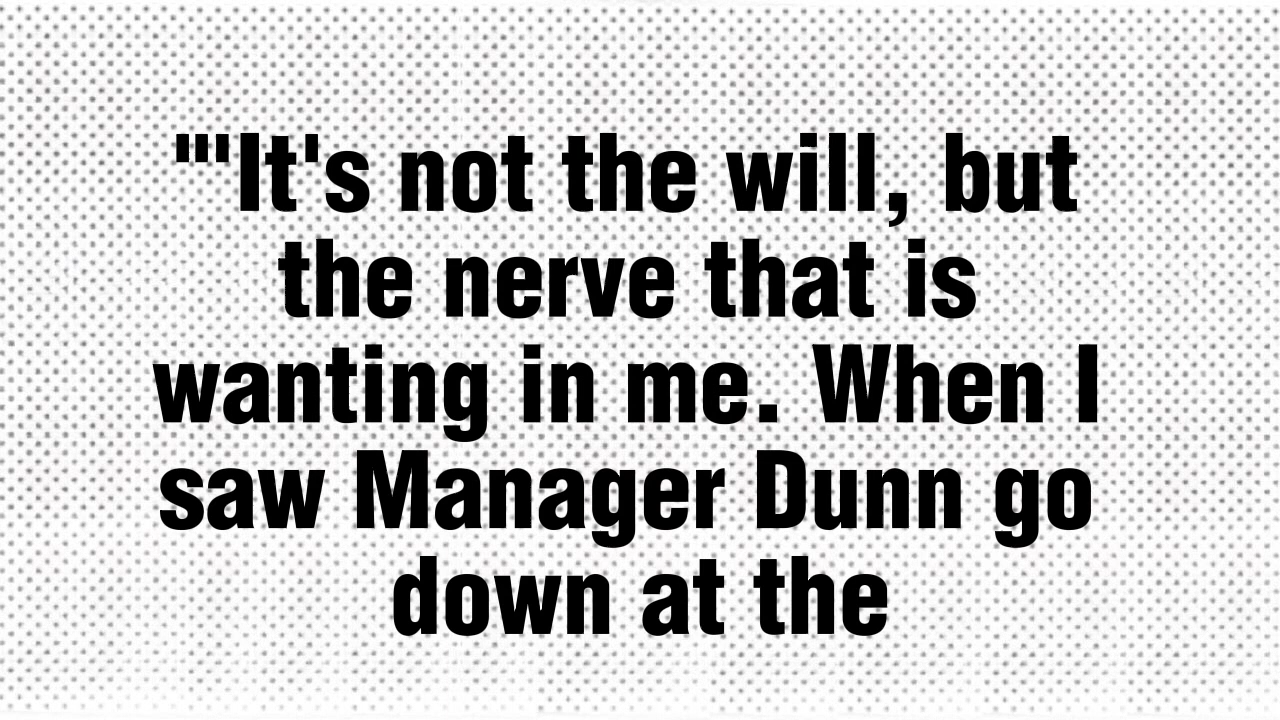 "'It's not the will, but
the nerve that is
wanting in me. When I
saw Manager Dunn go
down at the